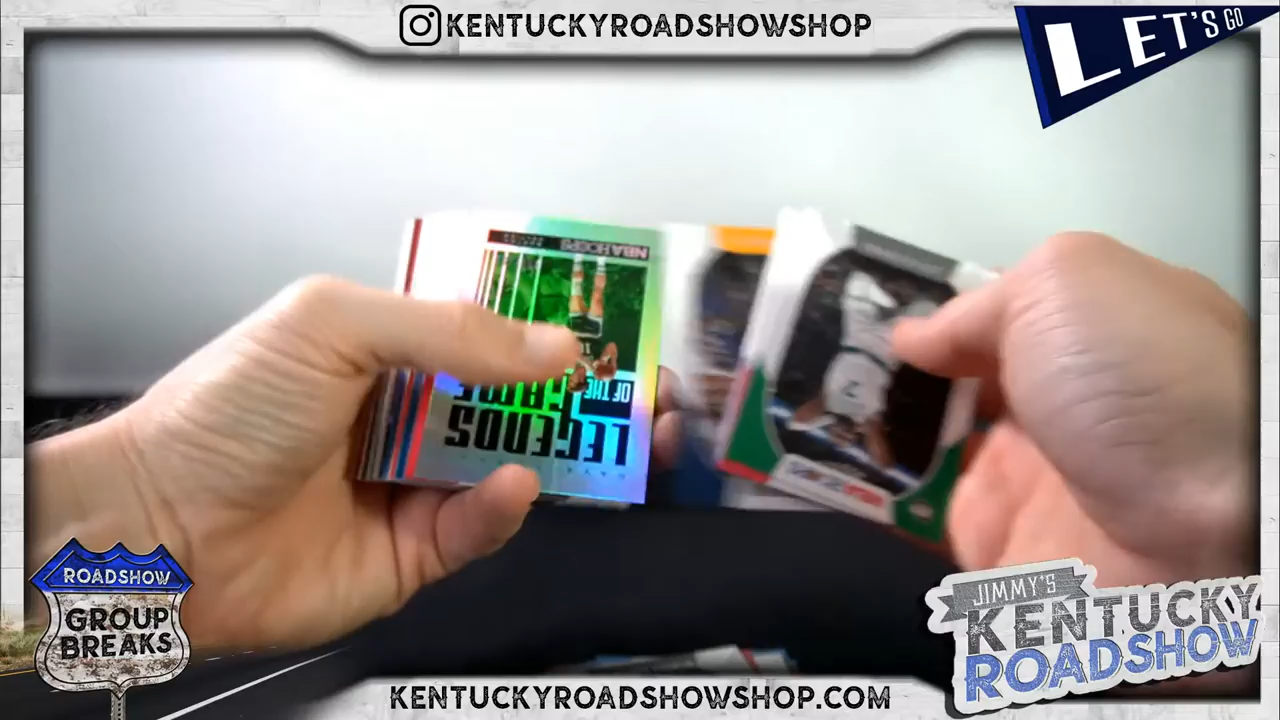 KENTUCKYROADSHOWSHOP
LET'S GO
NBA HOOPS
OF THE
LEGENDS
ROADSHOW
GROUP
BREAKS
JIMMY'S
KENTUCKY
ROADSHOW
KENTUCKYROADSHOWSHOP.COM